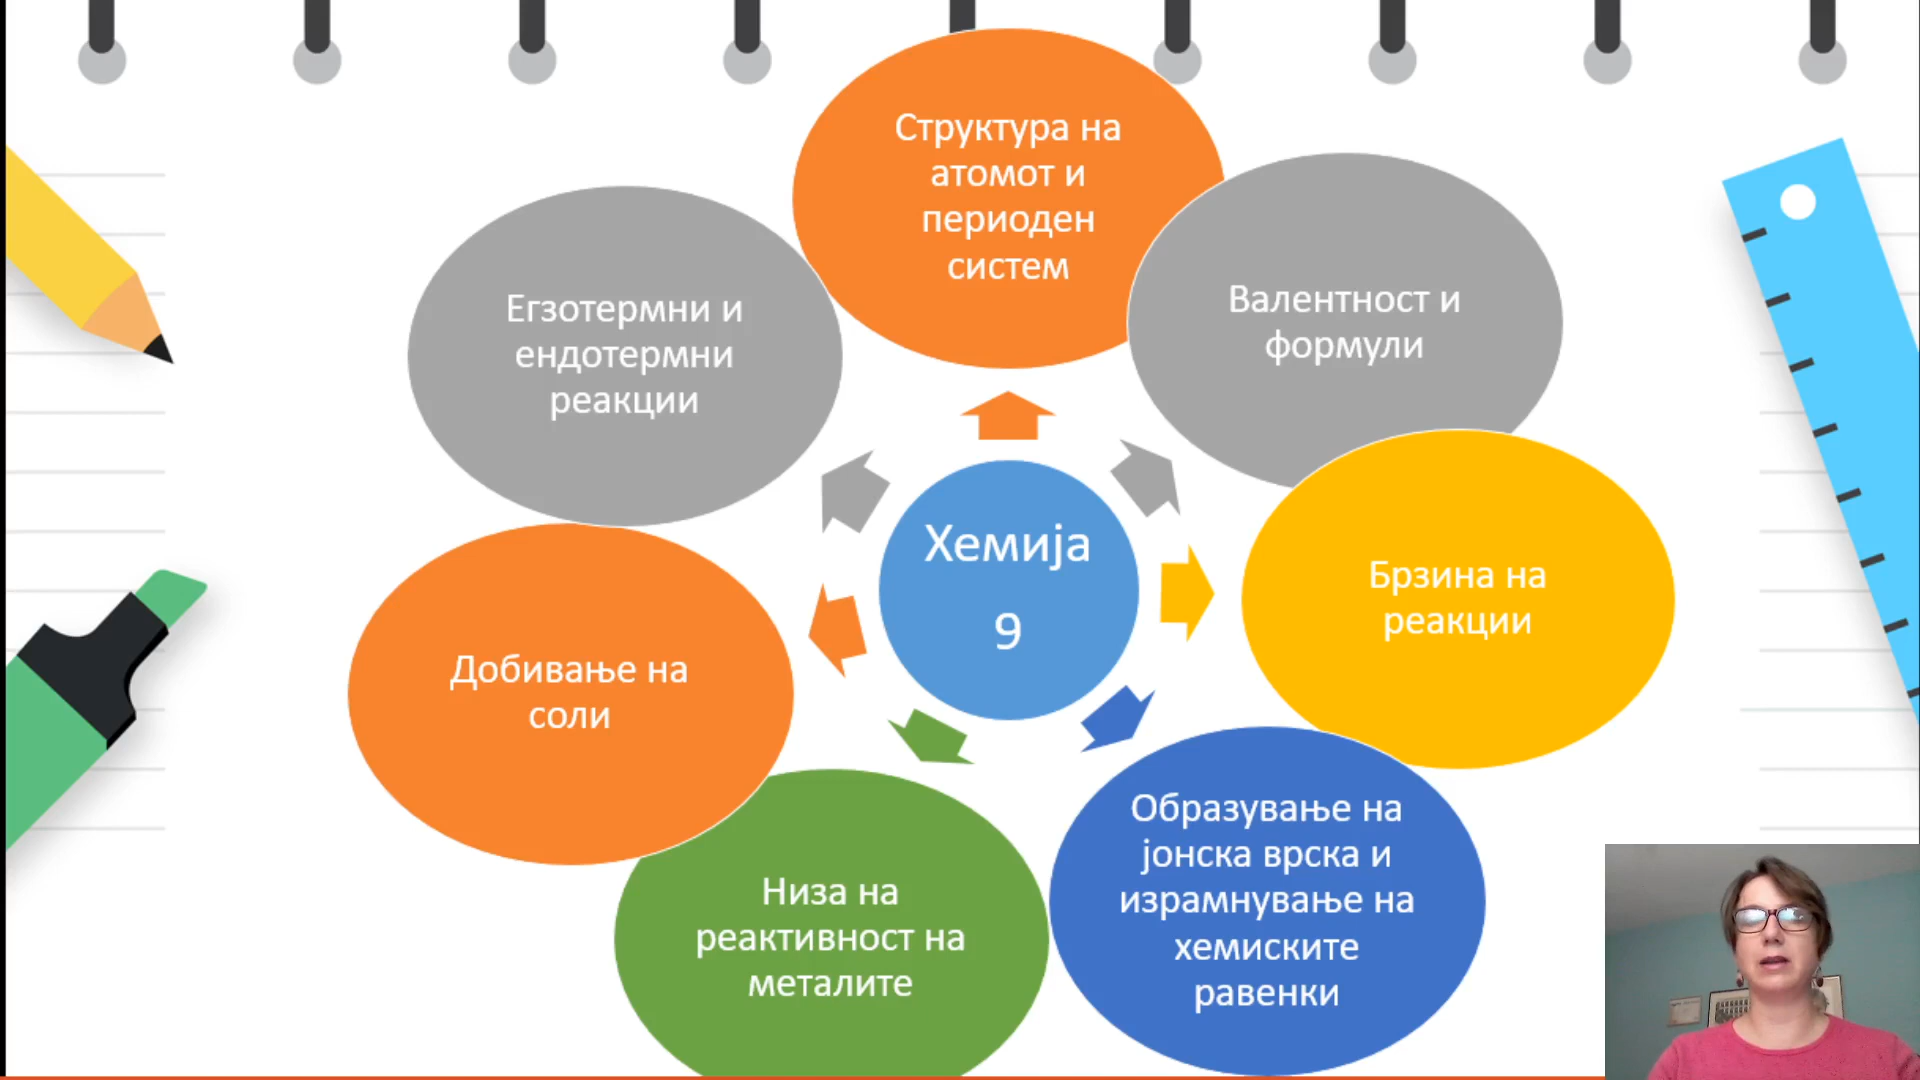 Структура на
атомот и
периоден
систем
Валентност и
формули
Брзина на
реакции
Образување на
јонска врска и
израмнување на
хемиските
равенки
Низа на
реактивност на
металите
Добивање на
соли
Егзотермни и
ендотермни
реакции
Хемија
9